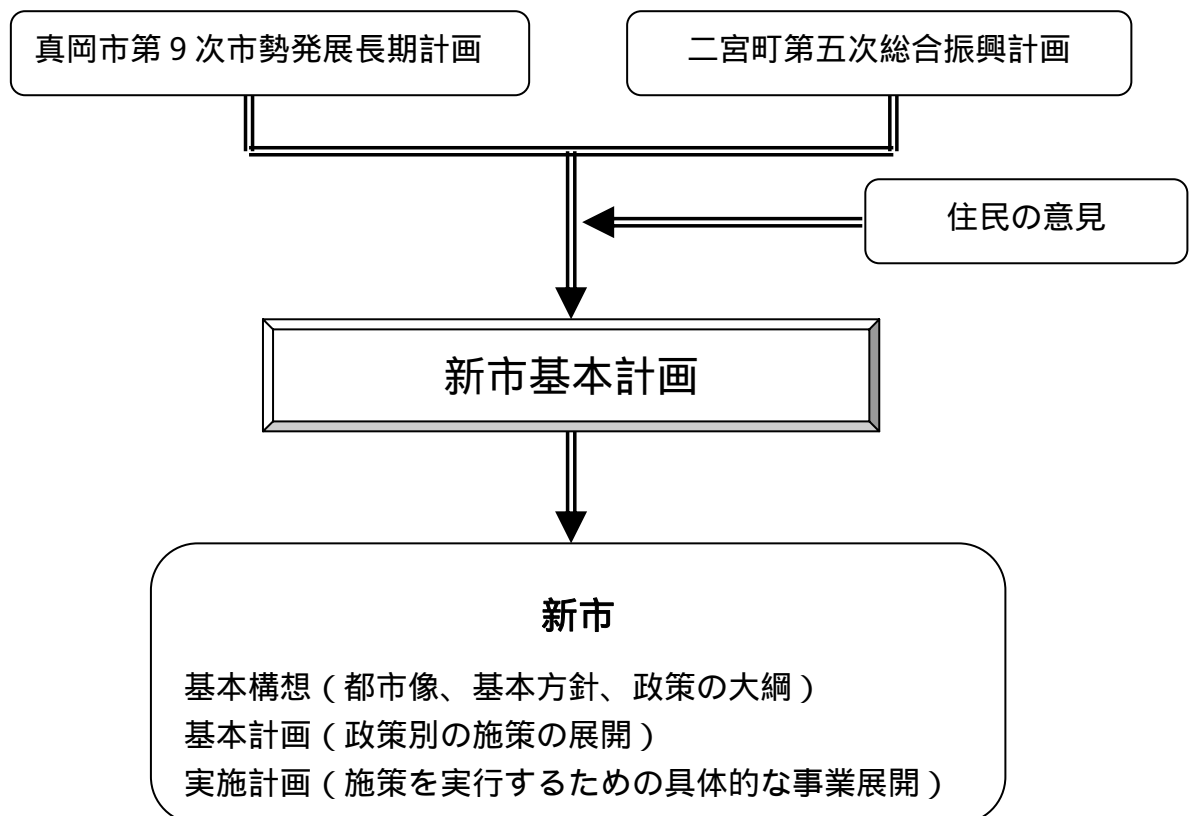 真岡市第９次市勢発展長期計画
二宮町第五次総合振興計画
住民の意見
新市基本計画
新市
基本構想（都市像、基本方針、政策の大綱）
基本計画（政策別の施策の展開）
実施計画（施策を実行するための具体的な事業展開）